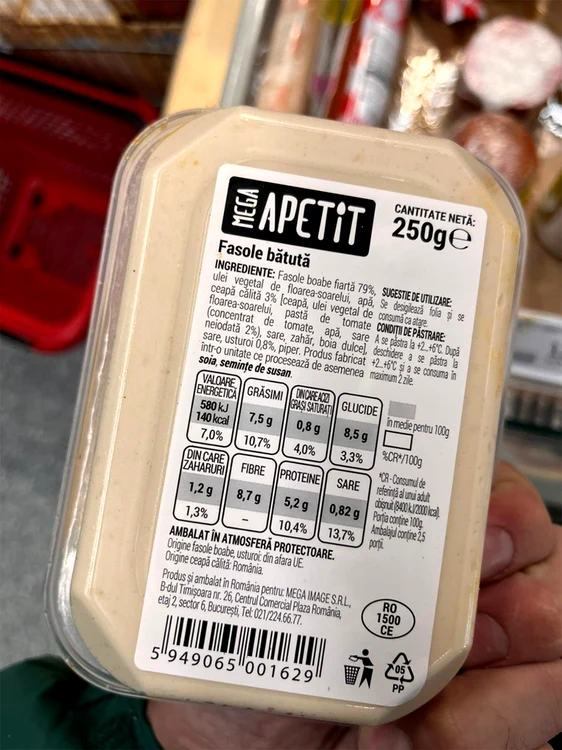 MEGA APETIT
CANTITATE NETĂ:
250g℮
Fasole bătută
INGREDIENTE: Fasole boabe fiartă 79%,
ulei vegetal de floarea-soarelui, apă,
ceapă călită 3% [ceapă, ulei vegetal de
floarea-soarelui, pastă de tomate
(concentrat de tomate, apă, sare
neiodată 2%), sare, zahăr, boia dulce],
sare, usturoi 0,8%, piper. Produs fabricat
într-o unitate ce procesează de asemenea
soia, semințe de susan.
SUGESTIE DE UTILIZARE:
Se desigilează folia și se
consumă ca atare.
CONDIȚII DE PĂSTRARE:
A se păstra la +2...+6°C. După
deschidere a se păstra la
+2...+6°C și a se consuma în
maximum 2 zile.
VALOARE
ENERGETICĂ
580 kJ
140 kcal
7,0%
GRĂSIMI
7,5 g
10,7%
DIN CARE ACIZI
GRAȘI SATURAȚI
0,8 g
4,0%
GLUCIDE
8,5 g
3,3%
în medie pentru 100g
%CR*/100g
DIN CARE
ZAHARURI
1,2 g
1,3%
FIBRE
8,7 g
–
PROTEINE
5,2 g
10,4%
SARE
0,82 g
13,7%
*CR - Consumul de
referință al unui adult
obișnuit (8400 kJ/2000 kcal).
Porția conține 100g.
Ambalajul conține 2,5
porții.
AMBALAT ÎN ATMOSFERĂ PROTECTOARE.
Origine fasole boabe, usturoi: din afara UE.
Origine ceapă călită: România.
Produs și ambalat în România pentru: MEGA IMAGE S.R.L.,
B-dul Timișoara nr. 26, Centrul Comercial Plaza România,
etaj 2, sector 6, București, Tel: 021/224.66.77.
RO
1500
CE
5 949065 001629
05
PP